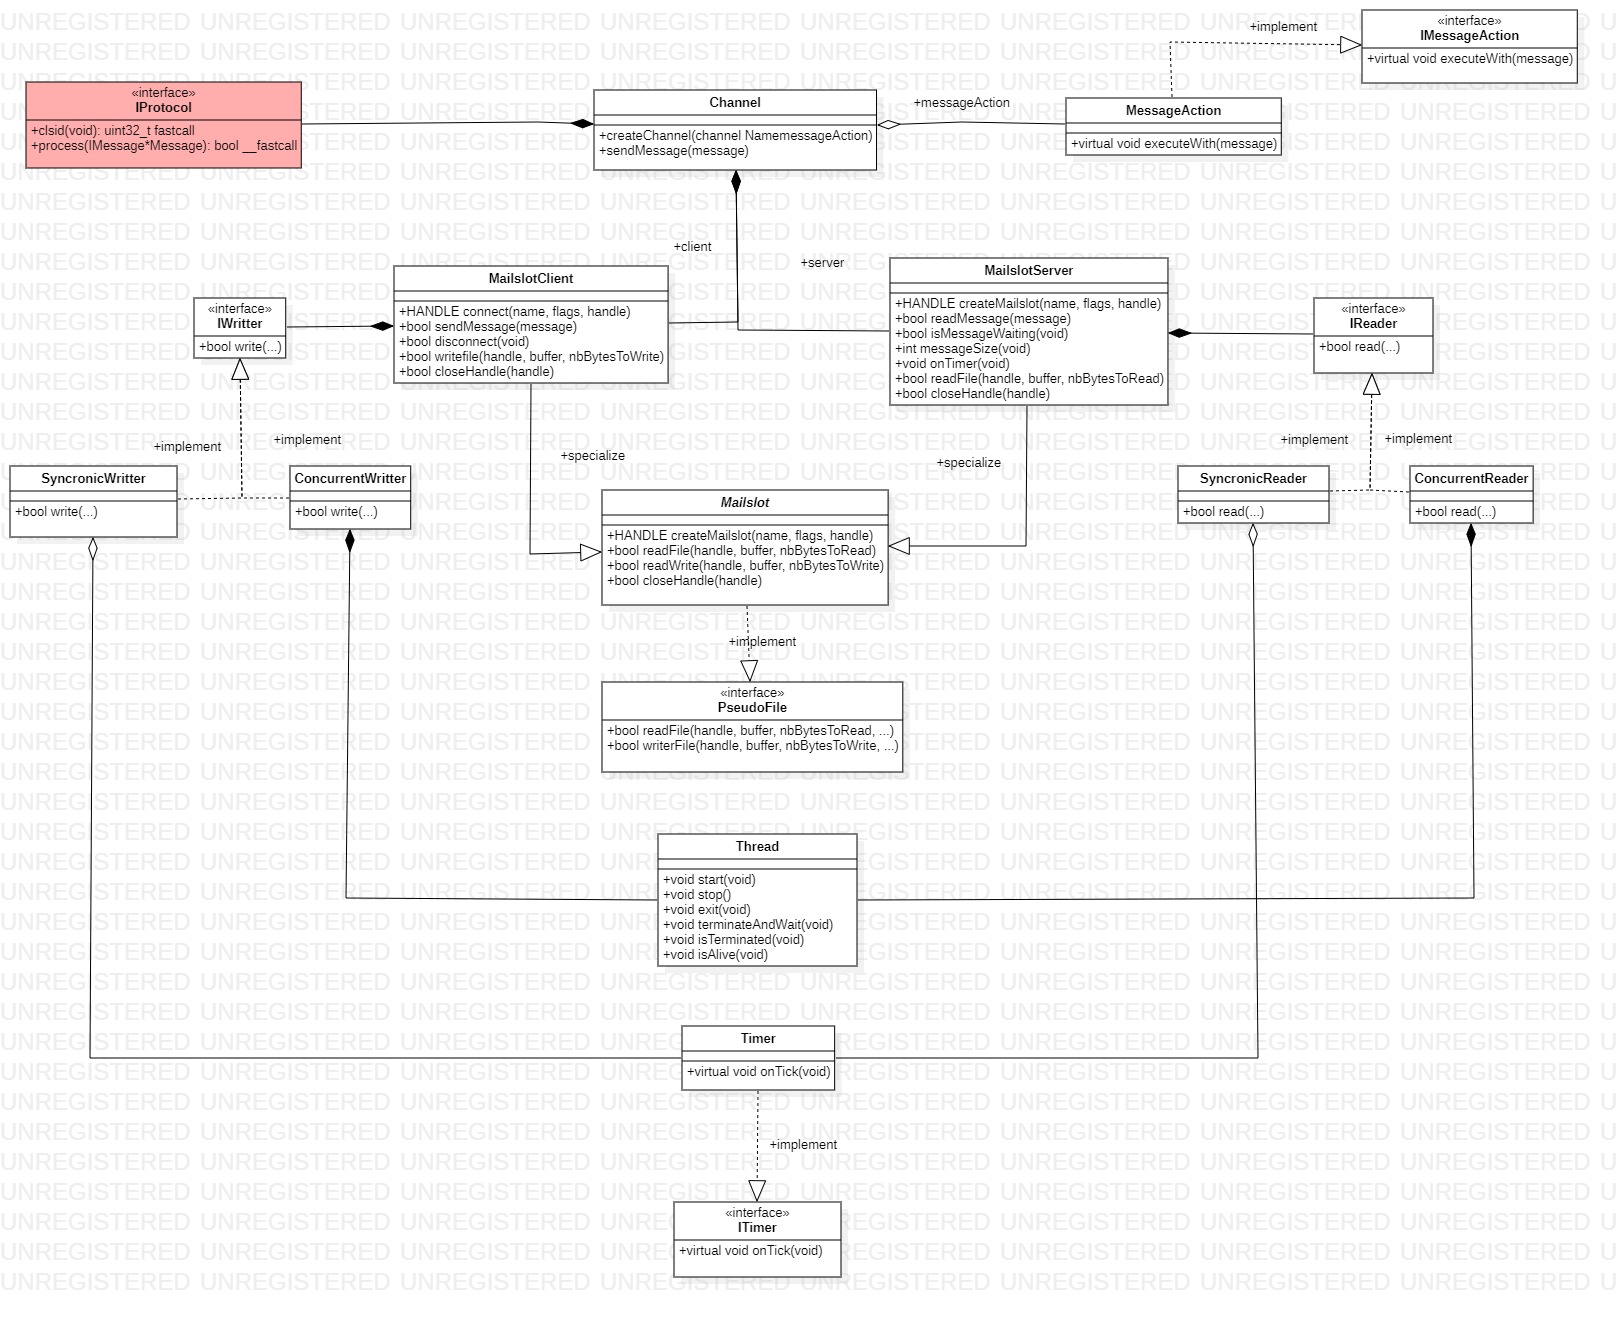 +implement
«interface»
IMessageAction
+virtual void executeWith(message)
«interface»
IProtocol
+clsid(void): uint32_t fastcall
+process(IMessage*Message): bool __fastcall
Channel
+createChannel(channel NamemessageAction)
+sendMessage(message)
+messageAction
MessageAction
+virtual void executeWith(message)
+client
+server
«interface»
IWritter
+bool write(...)
MailslotClient
+HANDLE connect(name, flags, handle)
+bool sendMessage(message)
+bool disconnect(void)
+bool writefile(handle, buffer, nbBytesToWrite)
+bool closeHandle(handle)
MailslotServer
+HANDLE createMailslot(name, flags, handle)
+bool readMessage(message)
+bool isMessageWaiting(void)
+int messageSize(void)
+void onTimer(void)
+bool readFile(handle, buffer, nbBytesToRead)
+bool closeHandle(handle)
«interface»
IReader
+bool read(...)
+implement
+implement
+specialize
+specialize
+implement
+implement
SyncronicWritter
+bool write(...)
ConcurrentWritter
+bool write(...)
Mailslot
+HANDLE createMailslot(name, flags, handle)
+bool readFile(handle, buffer, nbBytesToRead)
+bool readWrite(handle, buffer, nbBytesToWrite)
+bool closeHandle(handle)
SyncronicReader
+bool read(...)
ConcurrentReader
+bool read(...)
+implement
«interface»
PseudoFile
+bool readFile(handle, buffer, nbBytesToRead, ...)
+bool writerFile(handle, buffer, nbBytesToWrite, ...)
Thread
+void start(void)
+void stop()
+void exit(void)
+void terminateAndWait(void)
+void isTerminated(void)
+void isAlive(void)
Timer
+virtual void onTick(void)
+implement
«interface»
ITimer
+virtual void onTick(void)
UNREGISTERED